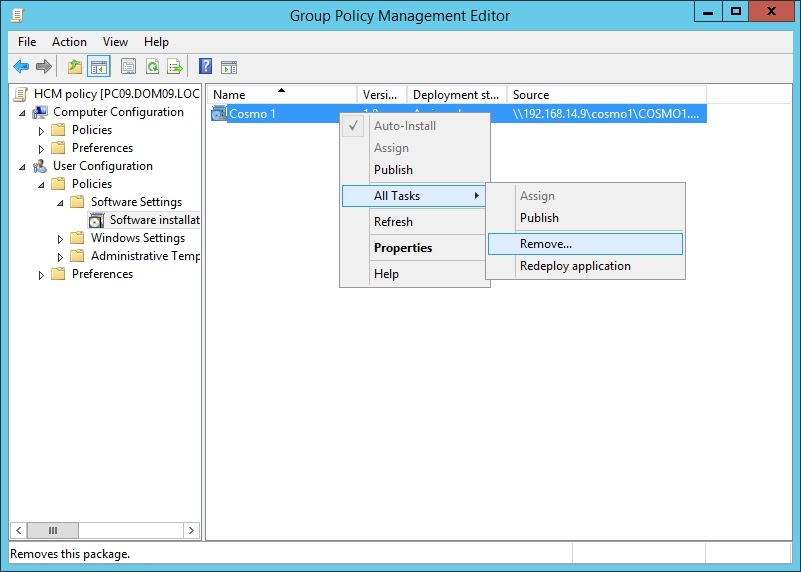 Group Policy Management Editor
File Action View Help
HCM policy [PC09.DOM09.LOC
Computer Configuration
Policies
Preferences
User Configuration
Policies
Software Settings
Software installat
Windows Settings
Administrative Temp
Preferences
Name Versi... Deployment st... Source
Cosmo 1 \\192.168.14.9\cosmo1\COSMO1....
Auto-Install
Assign
Publish
All Tasks
Refresh
Properties
Help
Assign
Publish
Remove...
Redeploy application
Removes this package.